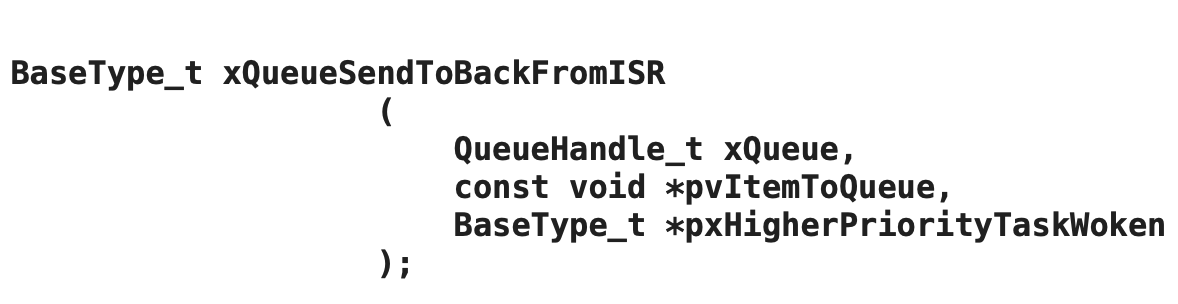 BaseType_t xQueueSendToBackFromISR
(
QueueHandle_t xQueue,
const void *pvItemToQueue,
BaseType_t *pxHigherPriorityTaskWoken
);